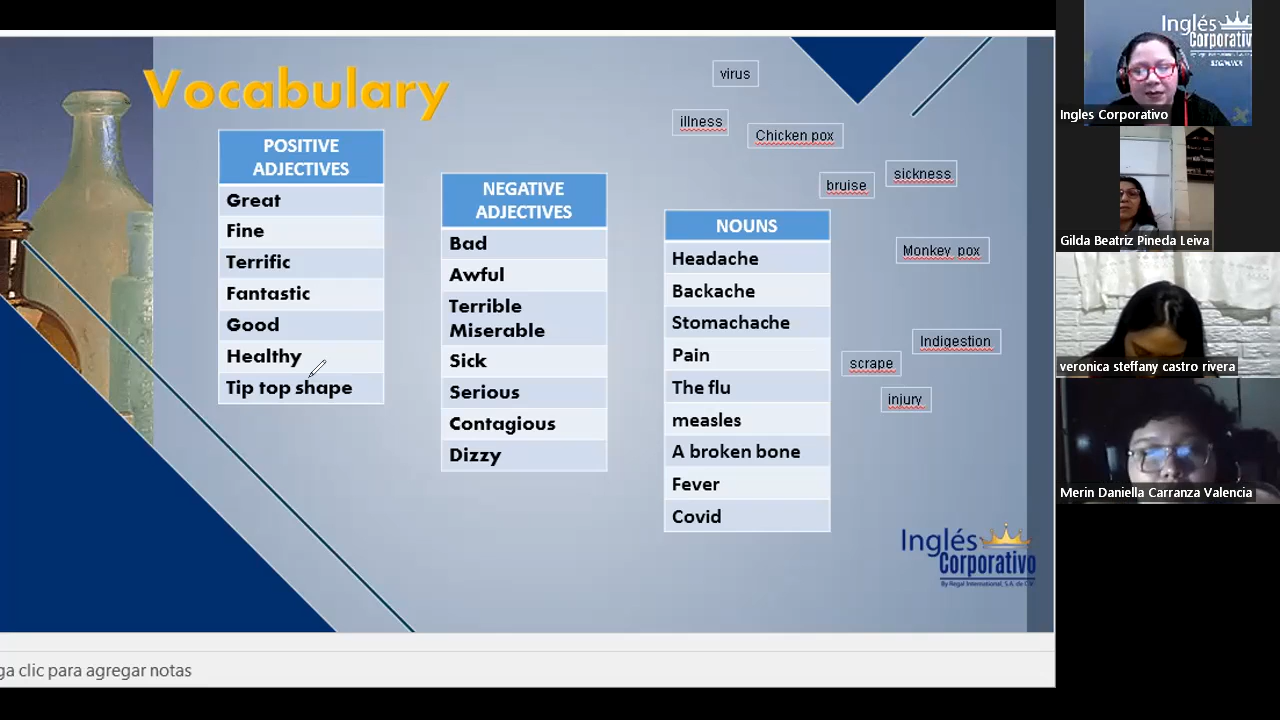 Vocabulary
POSITIVE
ADJECTIVES
Great
Fine
Terrific
Fantastic
Good
Healthy
Tip top shape
NEGATIVE
ADJECTIVES
Bad
Awful
Terrible
Miserable
Sick
Serious
Contagious
Dizzy
NOUNS
Headache
Backache
Stomachache
Pain
The flu
measles
A broken bone
Fever
Covid
virus
illness
Chicken pox
bruise
sickness
Monkey pox
Indigestion
scrape
injury
Inglés
Corporativo
By Regal International, S.A. de C.V.
ga clic para agregar notas
Inglés
Corporativo
Ingles Corporativo
Gilda Beatriz Pineda Leiva
veronica steffany castro rivera
Merin Daniella Carranza Valencia